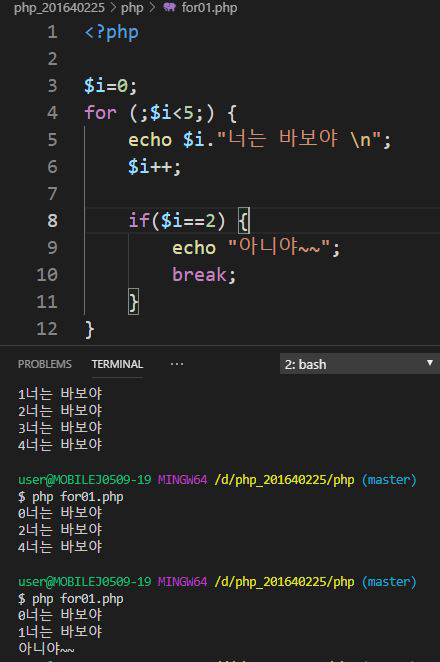 php_201640225 > php > for01.php
1 <?php
2
3 $i=0;
4 for (;$i<5;) {
5 echo $i."너는 바보야 \n";
6 $i++;
7
8 if($i==2) {
9 echo "아니야~~";
10 break;
11 }
12 }
PROBLEMS TERMINAL ··· 2: bash
1너는 바보야
2너는 바보야
3너는 바보야
4너는 바보야
user@MOBILEJ0509-19 MINGW64 /d/php_201640225/php (master)
$ php for01.php
0너는 바보야
2너는 바보야
4너는 바보야
user@MOBILEJ0509-19 MINGW64 /d/php_201640225/php (master)
$ php for01.php
0너는 바보야
1너는 바보야
아니야~~